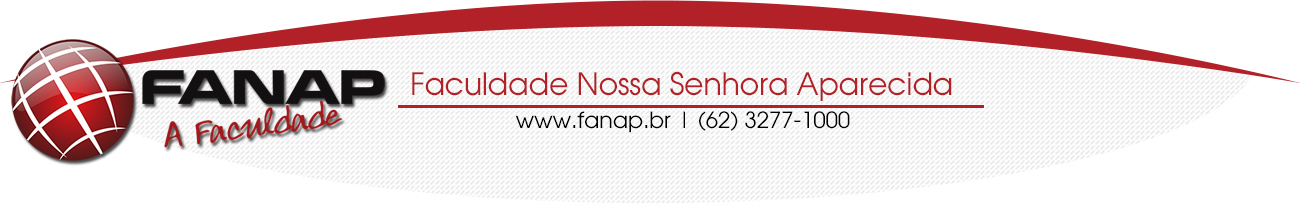 FANAP
A Faculdade
Faculdade Nossa Senhora Aparecida
www.fanap.br | (62) 3277-1000